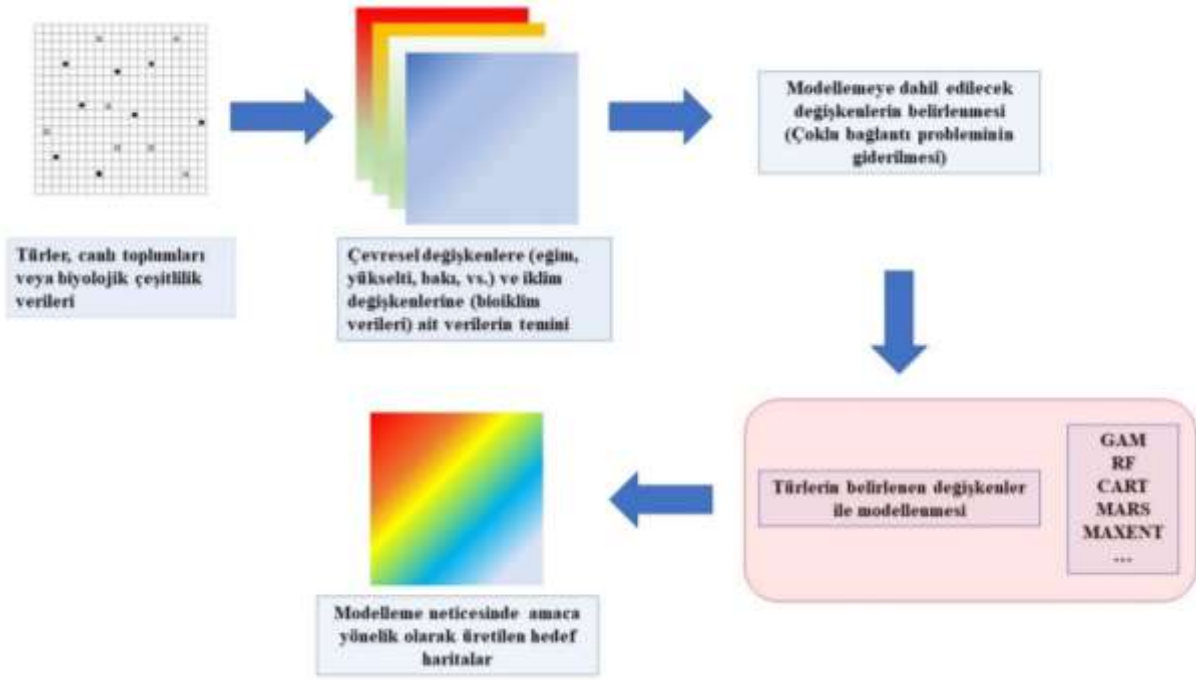 Türler, canlı toplumları
veya biyolojik çeşitlilik
verileri
Çevresel değişkenlere (eğim,
yükselti, bakı, vs.) ve iklim
değişkenlerine (bioiklim
verileri) ait verilerin temini
Modellemeye dahil edilecek
değişkenlerin belirlenmesi
(Çoklu bağlantı probleminin
giderilmesi)
Türlerin belirlenen değişkenler
ile modellenmesi
GAM
RF
CART
MARS
MAXENT
...
Modelleme neticesinde amaca
yönelik olarak üretilen hedef
haritalar